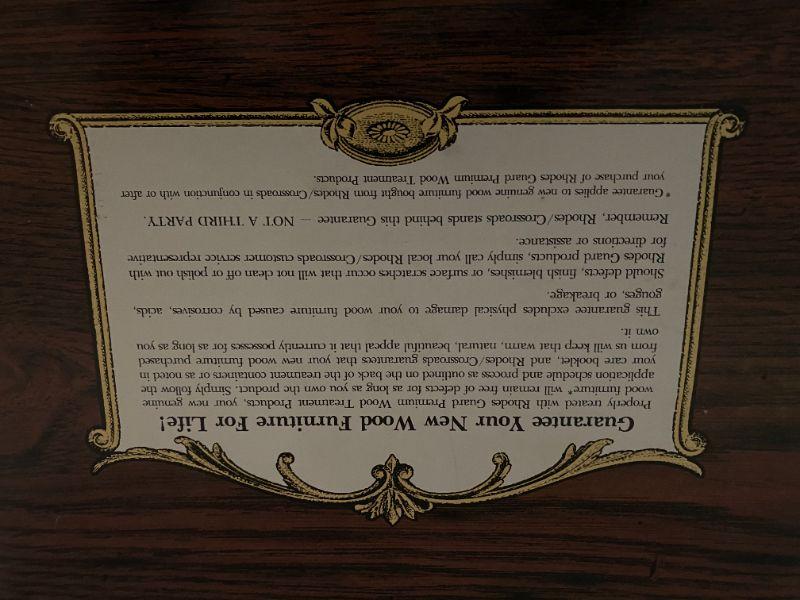 Guarantee Your New Wood Furniture For Life!
Properly treated with Rhodes Guard Premium Wood Treatment Products, your new genuine
wood furniture* will remain free of defects for as long as you own the product. Simply follow the
application schedule and process as outlined on the back of the treatment containers or as noted in
your care booklet, and Rhodes/Crossroads guarantees that your new wood furniture purchased
from us will keep that warm, natural, beautiful appeal that it currently possesses for as long as you
own it.
This guarantee excludes physical damage to your wood furniture caused by corrosives, acids,
gouges, or breakage.
Should defects, finish blemishes, or surface scratches occur that will not clean off or polish out with
Rhodes Guard products, simply call your local Rhodes/Crossroads customer service representative
for directions or assistance.
Remember, Rhodes/Crossroads stands behind this Guarantee — NOT A THIRD PARTY.
*Guarantee applies to new genuine wood furniture bought from Rhodes/Crossroads in conjunction with or after
your purchase of Rhodes Guard Premium Wood Treatment Products.